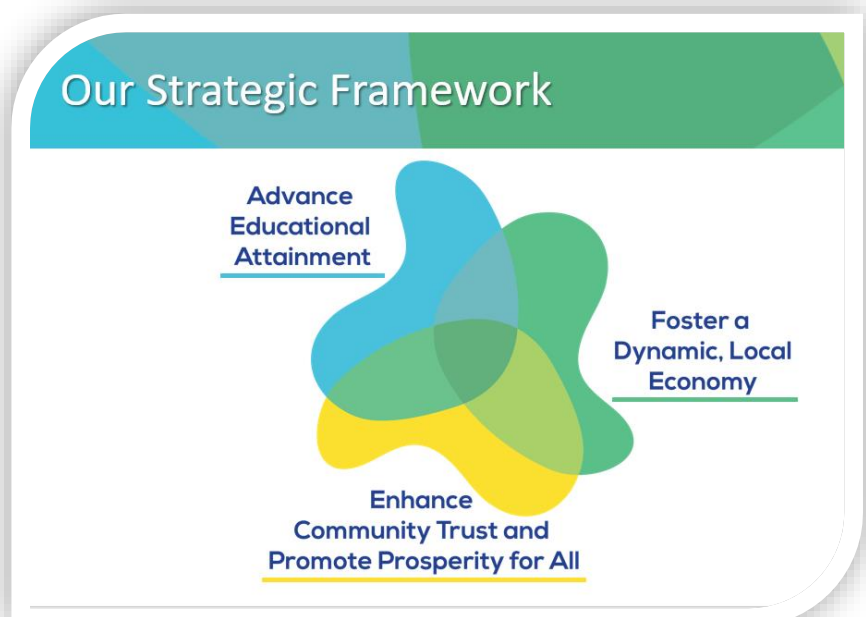 Our Strategic Framework
Advance
Educational
Attainment
Foster a
Dynamic, Local
Economy
Enhance
Community Trust and
Promote Prosperity for All